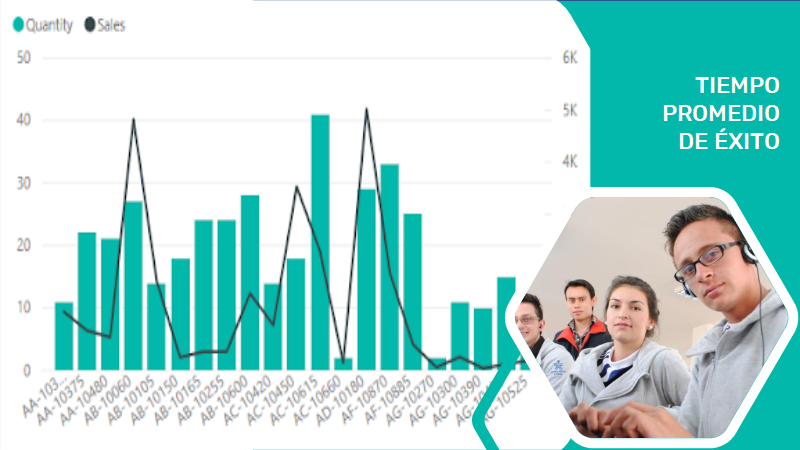 Quantity Sales
50
40
30
20
10
0
6K
5K
4K
AA-103...
AA-10375
AA-10480
AB-10060
AB-10105
AB-10150
AB-10165
AB-10255
AB-10600
AC-10420
AC-10450
AC-10615
AC-10660
AD-10180
AF-10870
AF-10885
AG-10270
AG-10300
AG-10390
AG-10525
TIEMPO
PROMEDIO
DE ÉXITO